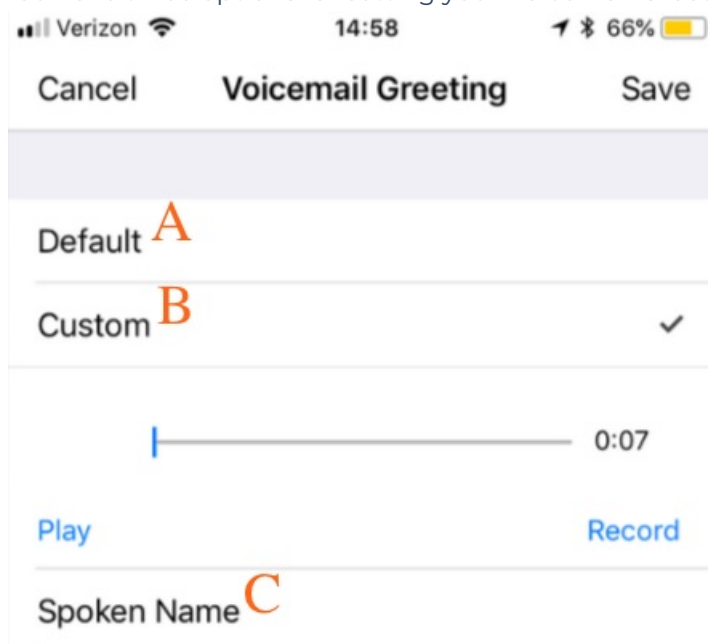 Verizon 14:58 66%
Cancel Voicemail Greeting Save
Default A
Custom B
0:07
Play Record
Spoken Name C